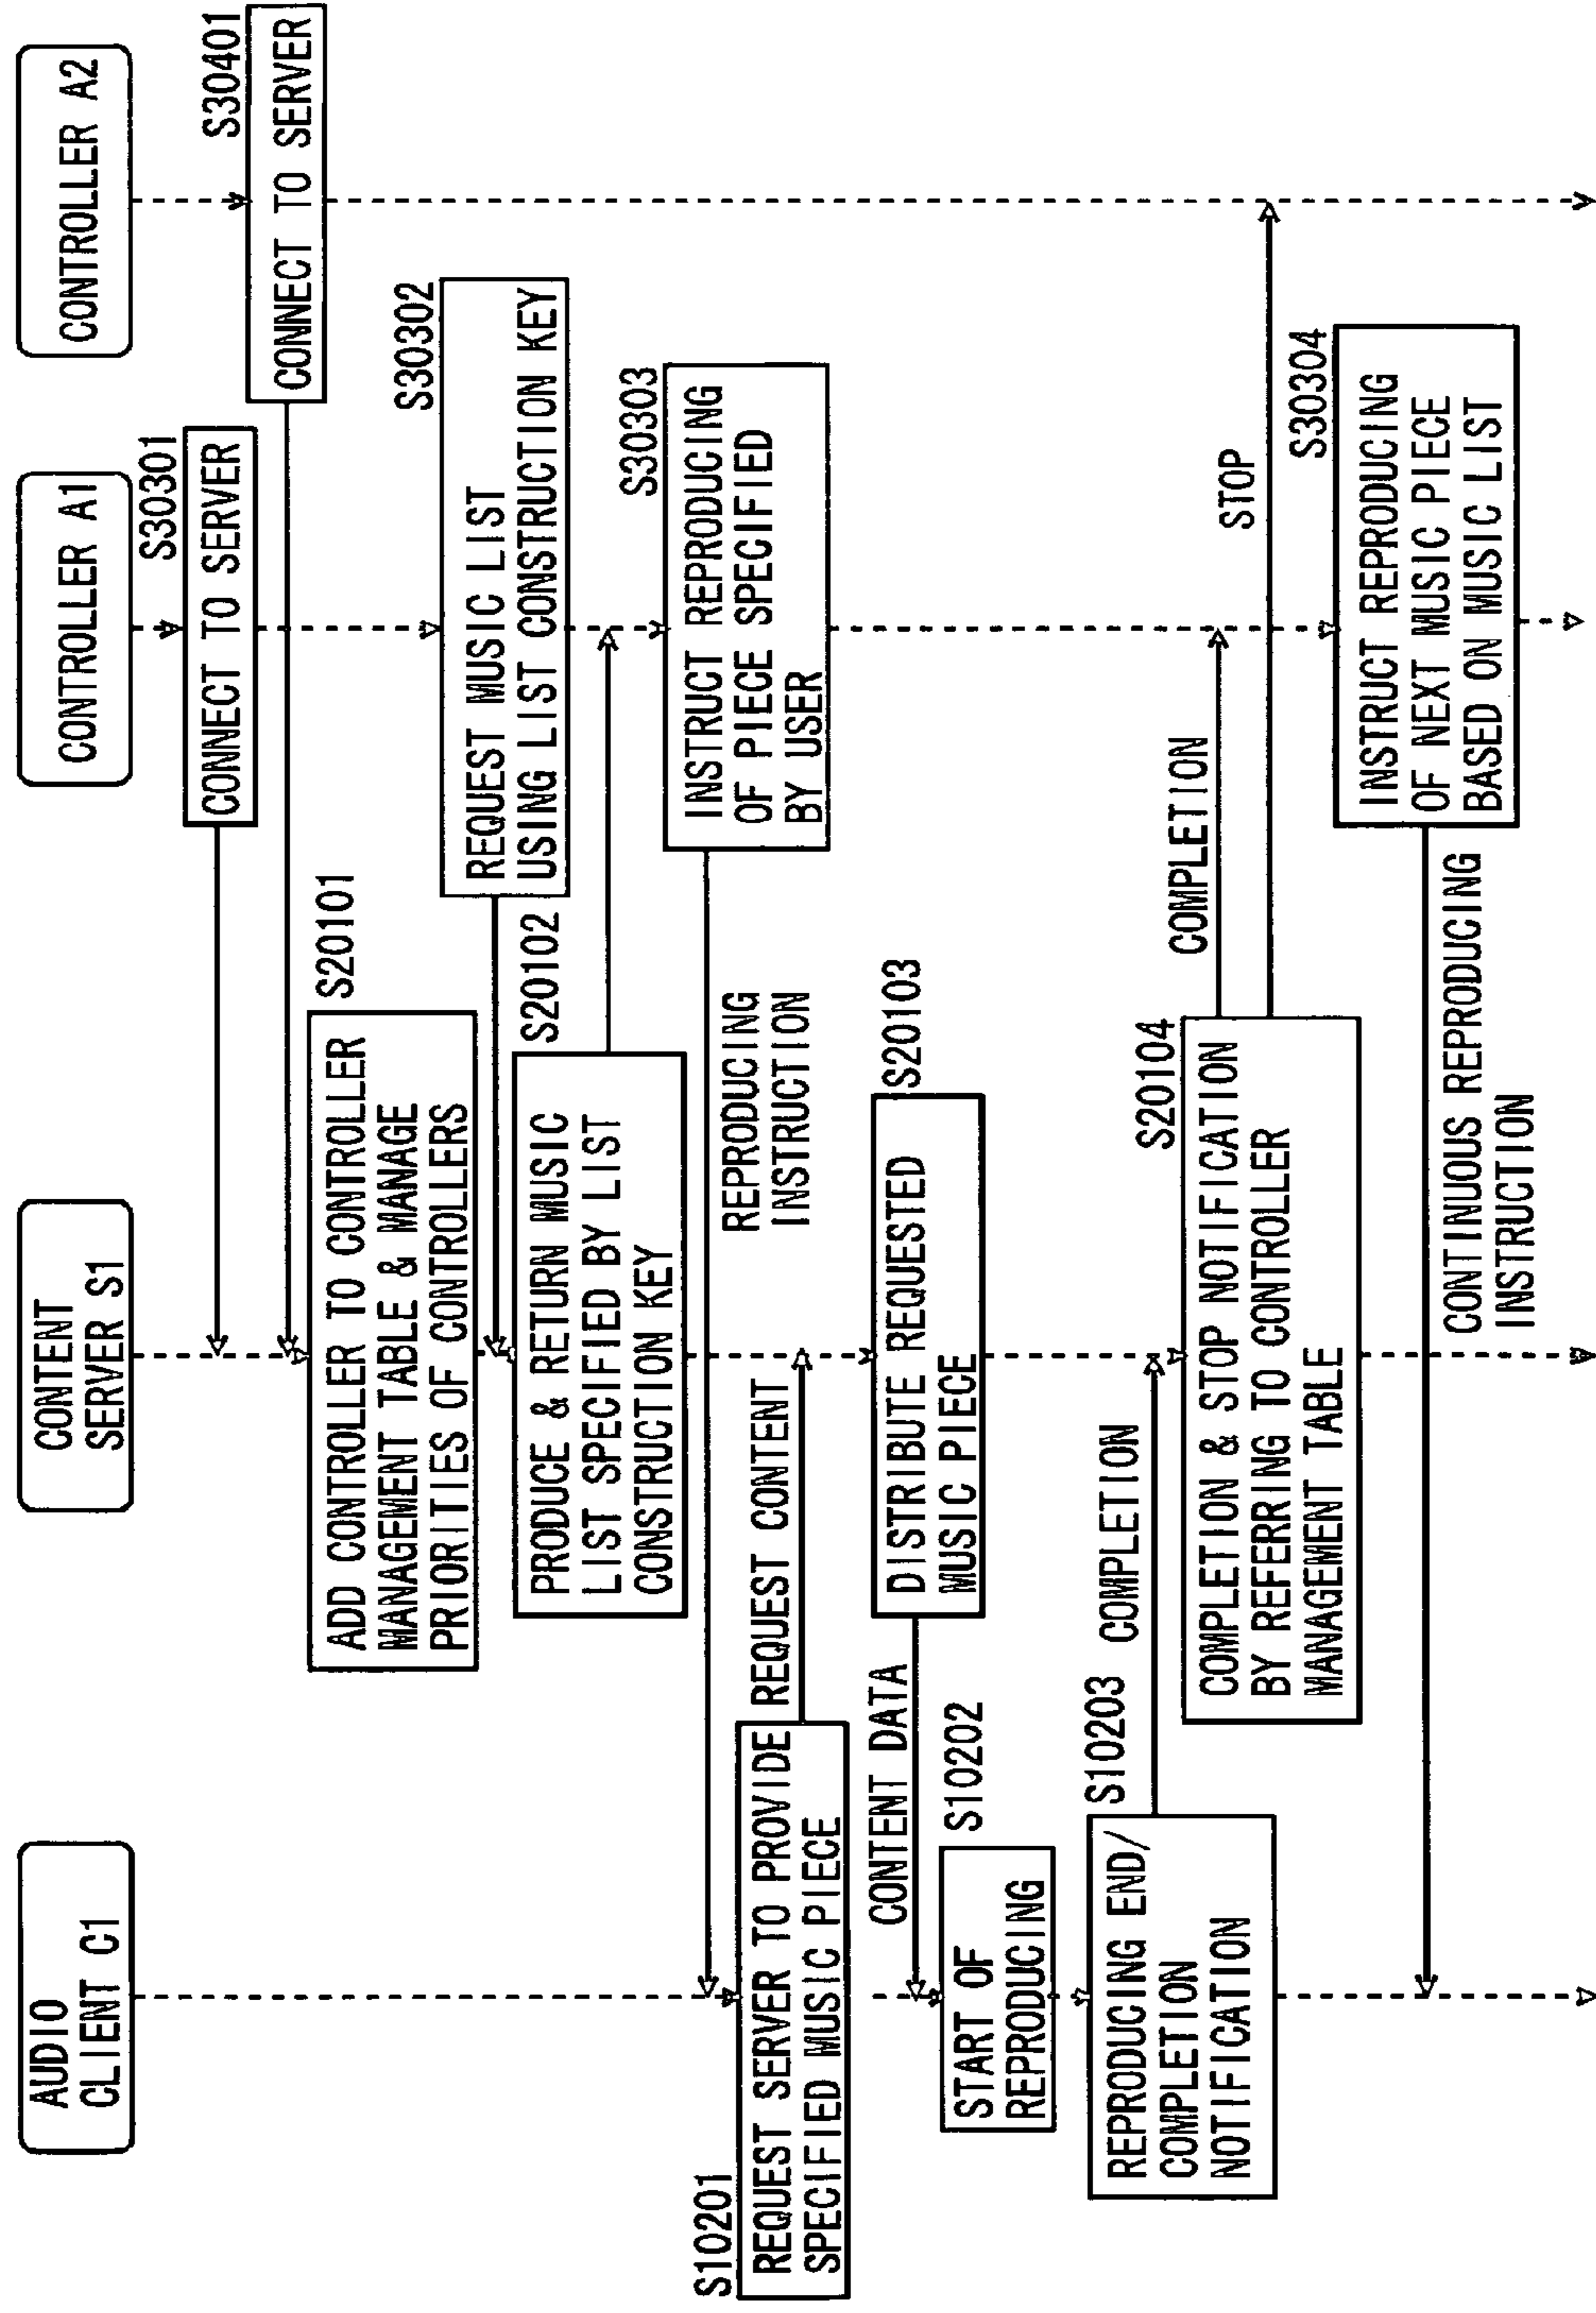 AUDIO
CLIENT C1
CONTENT
SERVER S1
CONTROLLER A1
CONTROLLER A2
S30301
CONNECT TO SERVER
S30401
CONNECT TO SERVER
S20101
ADD CONTROLLER TO CONTROLLER
MANAGEMENT TABLE & MANAGE
PRIORITIES OF CONTROLLERS
S30302
REQUEST MUSIC LIST
USING LIST CONSTRUCTION KEY
S20102
PRODUCE & RETURN MUSIC
LIST SPECIFIED BY LIST
CONSTRUCTION KEY
S30303
INSTRUCT REPRODUCING
OF PIECE SPECIFIED
BY USER
REPRODUCING
INSTRUCTION
S10201
REQUEST SERVER TO PROVIDE
SPECIFIED MUSIC PIECE
REQUEST CONTENT
S20103
DISTRIBUTE REQUESTED
MUSIC PIECE
CONTENT DATA
S10202
START OF
REPRODUCING
S10203
REPRODUCING END/
COMPLETION
NOTIFICATION
COMPLETION
S20104
COMPLETION & STOP NOTIFICATION
BY REFERRING TO CONTROLLER
MANAGEMENT TABLE
COMPLETION
STOP
S30304
INSTRUCT REPRODUCING
OF NEXT MUSIC PIECE
BASED ON MUSIC LIST
CONTINUOUS REPRODUCING
INSTRUCTION